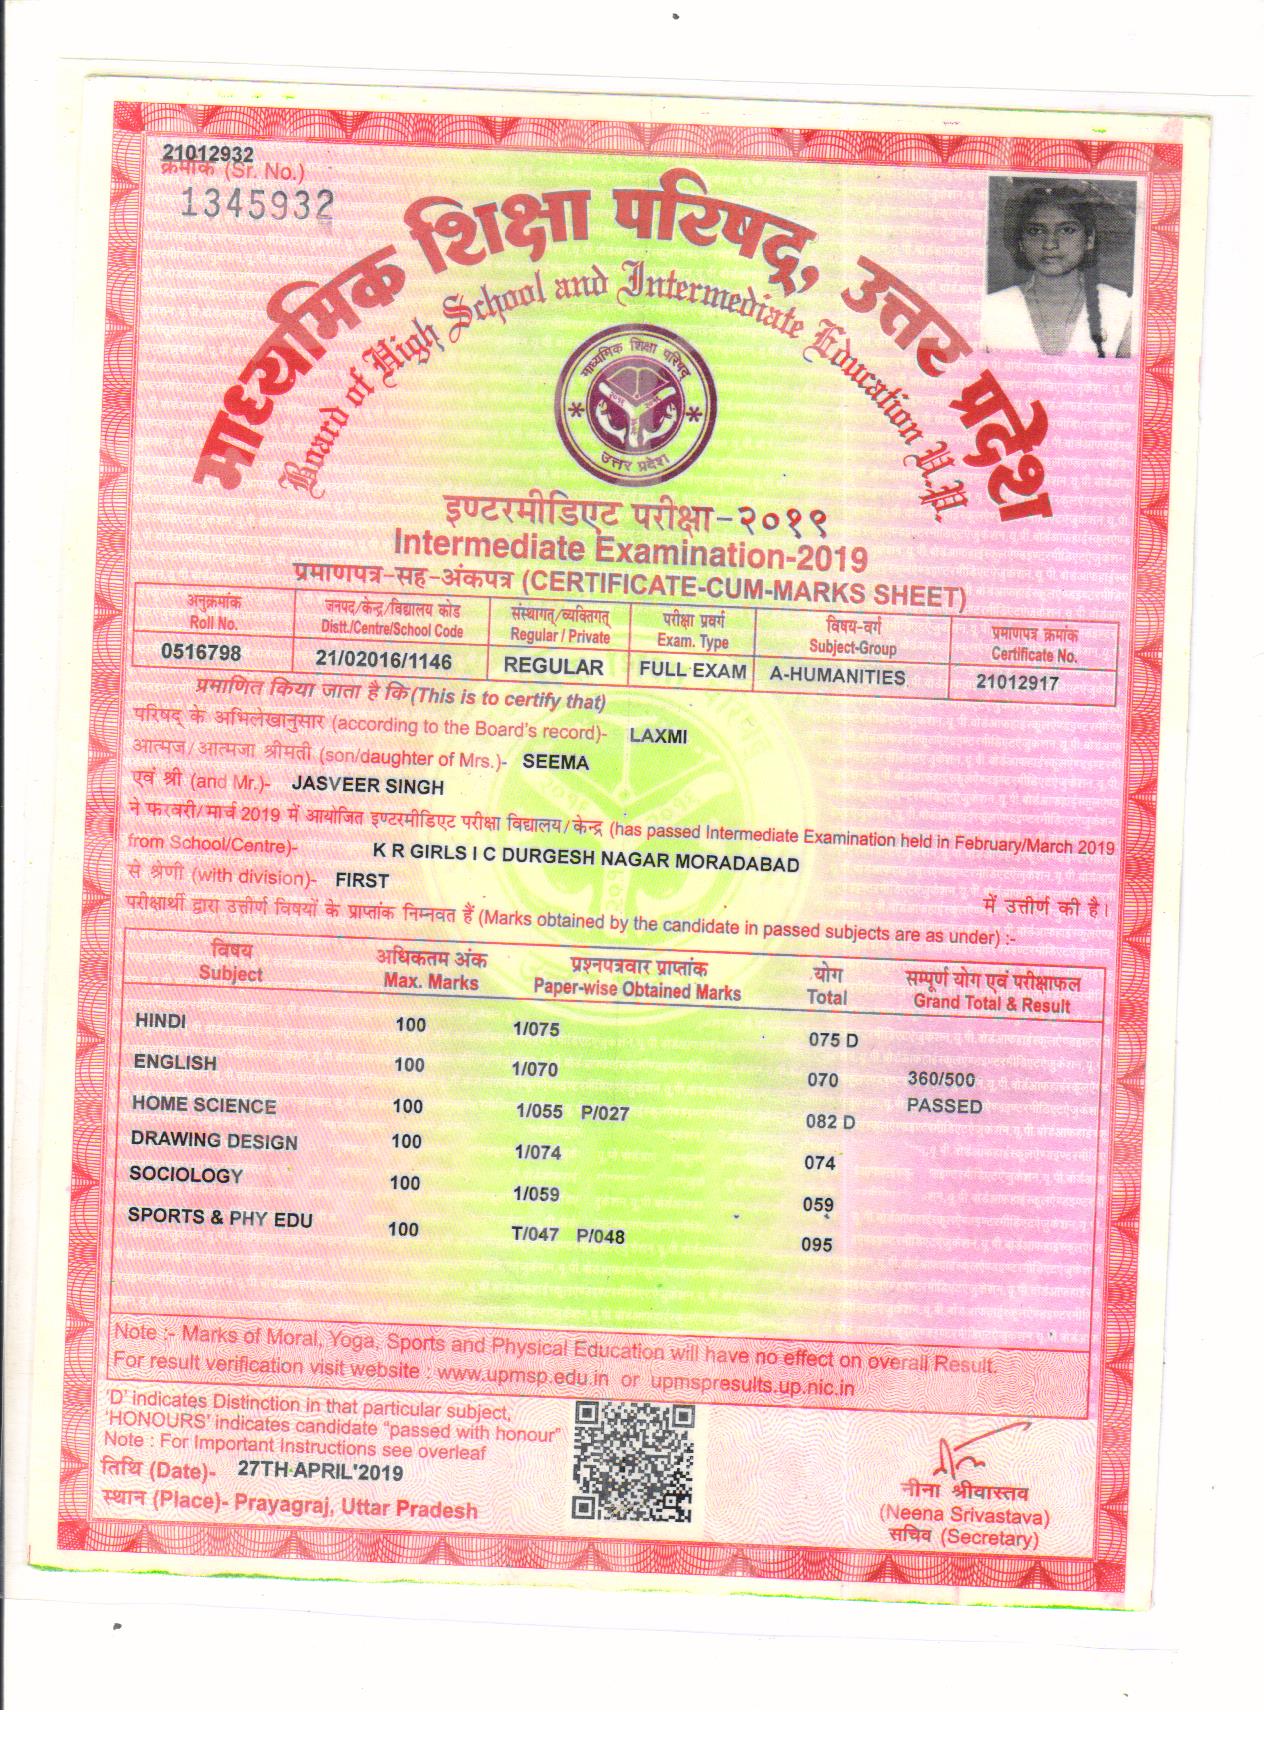 21012932
क्रमांक (Sr. No.)
1345932
माध्यमिक शिक्षा परिषद्, उत्तर प्रदेश
Board of High School and Intermediate Education U.P.
माध्यमिक शिक्षा परिषद्
उत्तर प्रदेश
इण्टरमीडिएट परीक्षा-२०१९
Intermediate Examination-2019
प्रमाणपत्र-सह-अंकपत्र (CERTIFICATE-CUM-MARKS SHEET)
अनुक्रमांक जनपद/केन्द्र/विद्यालय कोड संस्थागत्/व्यक्तिगत् परीक्षा प्रवर्ग विषय-वर्ग प्रमाणपत्र क्रमांक
Roll No. Distt./Centre/School Code Regular / Private Exam. Type Subject-Group Certificate No.
0516798 21/02016/1146 REGULAR FULL EXAM A-HUMANITIES 21012917
प्रमाणित किया जाता है कि (This is to certify that)
परिषद् के अभिलेखानुसार (according to the Board's record)- LAXMI
आत्मज/आत्मजा श्रीमती (son/daughter of Mrs.)- SEEMA
एवं श्री (and Mr.)- JASVEER SINGH
ने फरवरी/मार्च 2019 में आयोजित इण्टरमीडिएट परीक्षा विद्यालय/केन्द्र (has passed Intermediate Examination held in February/March 2019
from School/Centre)- K R GIRLS I C DURGESH NAGAR MORADABAD
से श्रेणी (with division)- FIRST में उत्तीर्ण की है।
परीक्षार्थी द्वारा उत्तीर्ण विषयों के प्राप्तांक निम्नवत हैं (Marks obtained by the candidate in passed subjects are as under) :-
विषय अधिकतम अंक प्रश्नपत्रवार प्राप्तांक योग सम्पूर्ण योग एवं परीक्षाफल
Subject Max. Marks Paper-wise Obtained Marks Total Grand Total & Result
HINDI 100 1/075 075 D
ENGLISH 100 1/070 070 360/500
HOME SCIENCE 100 1/055 P/027 082 D PASSED
DRAWING DESIGN 100 1/074 074
SOCIOLOGY 100 1/059 059
SPORTS & PHY EDU 100 T/047 P/048 095
Note :- Marks of Moral, Yoga, Sports and Physical Education will have no effect on overall Result.
For result verification visit website : www.upmsp.edu.in or upmspresults.up.nic.in
'D' indicates Distinction in that particular subject,
'HONOURS' indicates candidate "passed with honour"
Note : For Important Instructions see overleaf
तिथि (Date)- 27TH APRIL'2019
स्थान (Place)- Prayagraj, Uttar Pradesh
नीना श्रीवास्तव
(Neena Srivastava)
सचिव (Secretary)